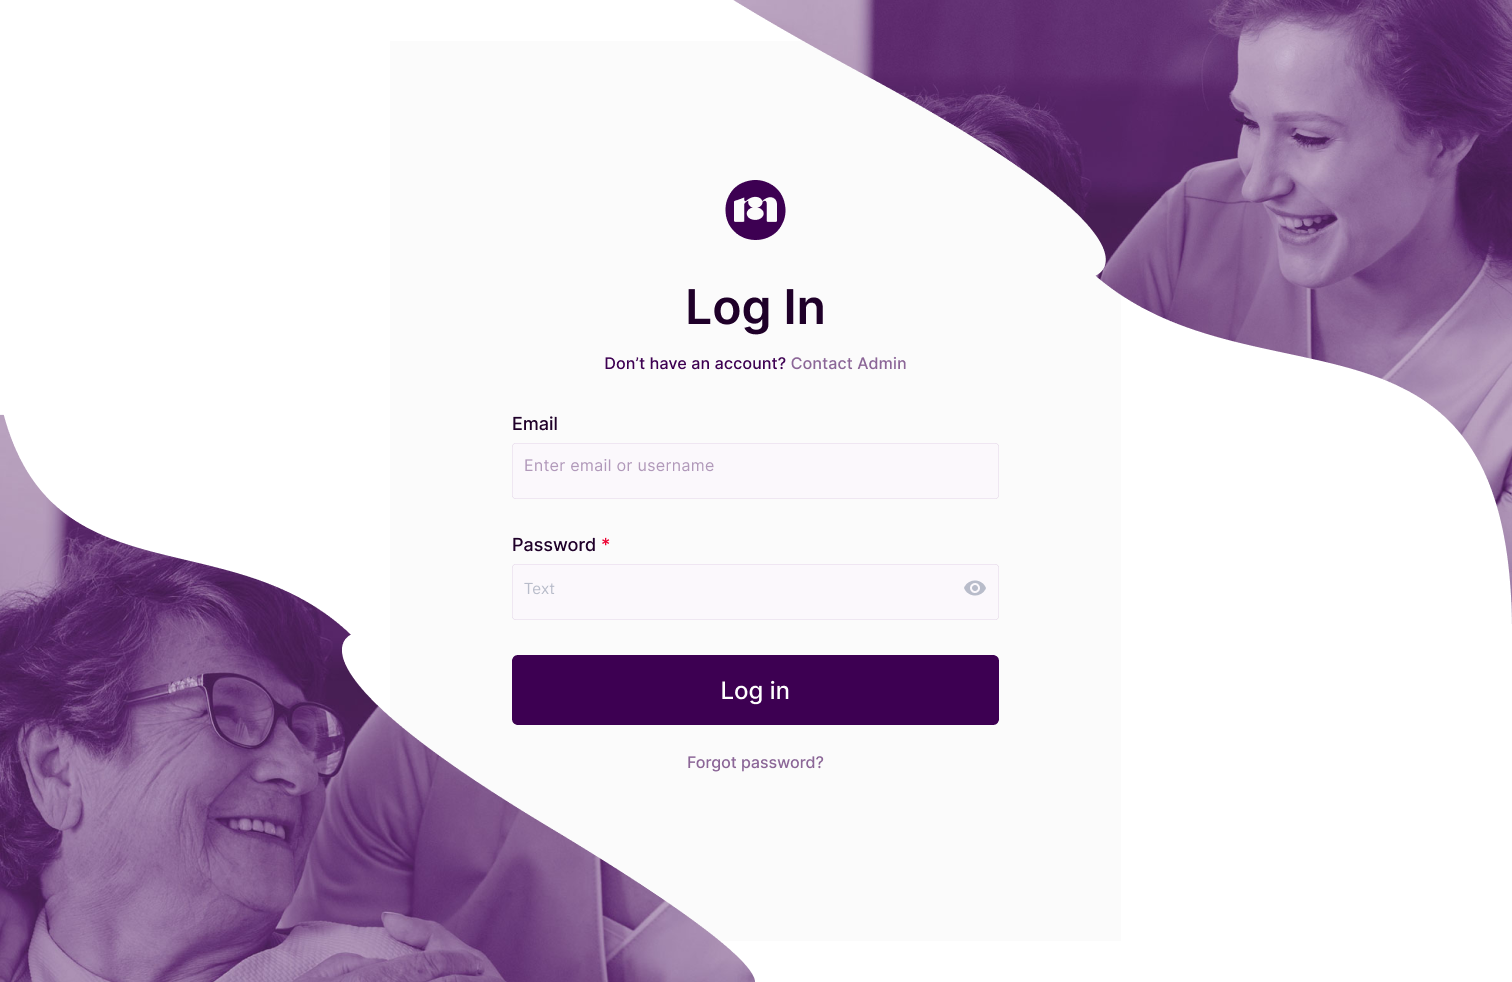 Log In
Don’t have an account? Contact Admin
Email
Enter email or username
Password *
Text
Log in
Forgot password?